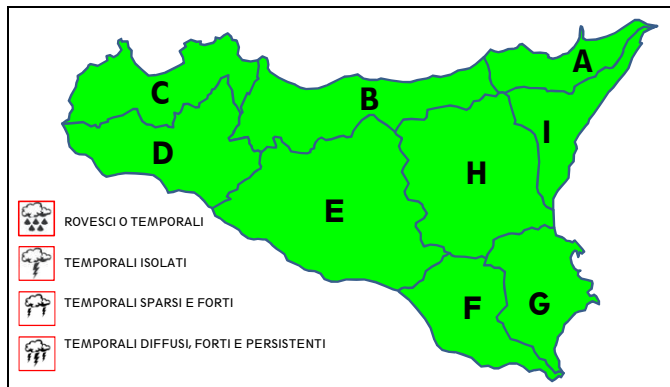 A
C
B
I
D
H
E
ROVESCI O TEMPORALI
TEMPORALI ISOLATI
TEMPORALI SPARSI E FORTI
F
G
TEMPORALI DIFFUSI, FORTI E PERSISTENTI